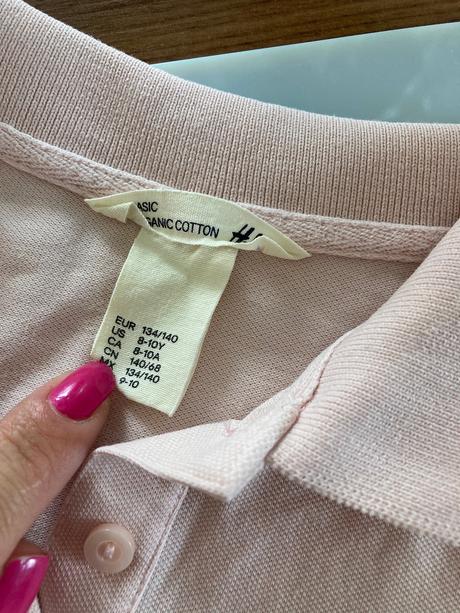 ASIC
GANIC COTTON
H
EUR 134/140
US 8-10Y
CA 8-10A
CN 140/68
MX 134/140
9-10